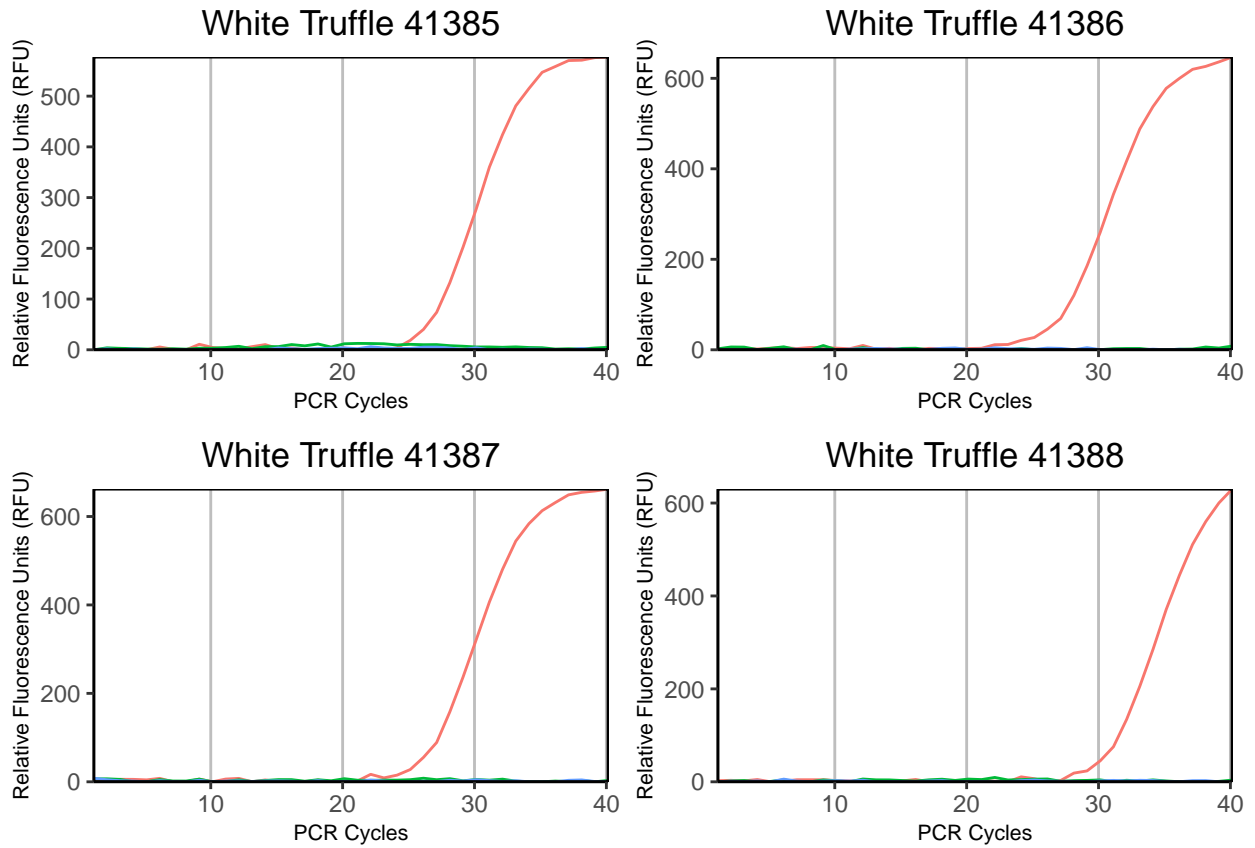 White Truffle 41385
Relative Fluorescence Units (RFU)
500
400
300
200
100
0
10
20
30
40
PCR Cycles
White Truffle 41386
Relative Fluorescence Units (RFU)
600
400
200
0
10
20
30
40
PCR Cycles
White Truffle 41387
Relative Fluorescence Units (RFU)
600
400
200
0
10
20
30
40
PCR Cycles
White Truffle 41388
Relative Fluorescence Units (RFU)
600
400
200
0
10
20
30
40
PCR Cycles